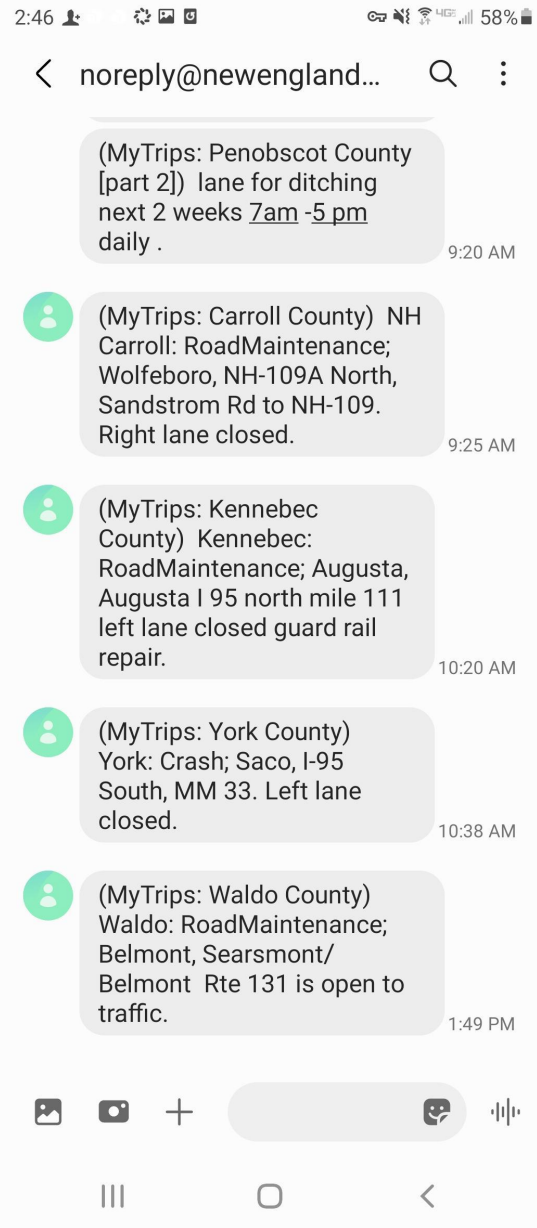 2:46
4GE 58%
noreply@newengland...
(MyTrips: Penobscot County
[part 2])  lane for ditching
next 2 weeks 7am -5 pm
daily .
9:20 AM
(MyTrips: Carroll County)  NH
Carroll: RoadMaintenance;
Wolfeboro, NH-109A North,
Sandstrom Rd to NH-109.
Right lane closed.
9:25 AM
(MyTrips: Kennebec
County)  Kennebec:
RoadMaintenance; Augusta,
Augusta I 95 north mile 111
left lane closed guard rail
repair.
10:20 AM
(MyTrips: York County)
York: Crash; Saco, I-95
South, MM 33. Left lane
closed.
10:38 AM
(MyTrips: Waldo County)
Waldo: RoadMaintenance;
Belmont, Searsmont/
Belmont  Rte 131 is open to
traffic.
1:49 PM